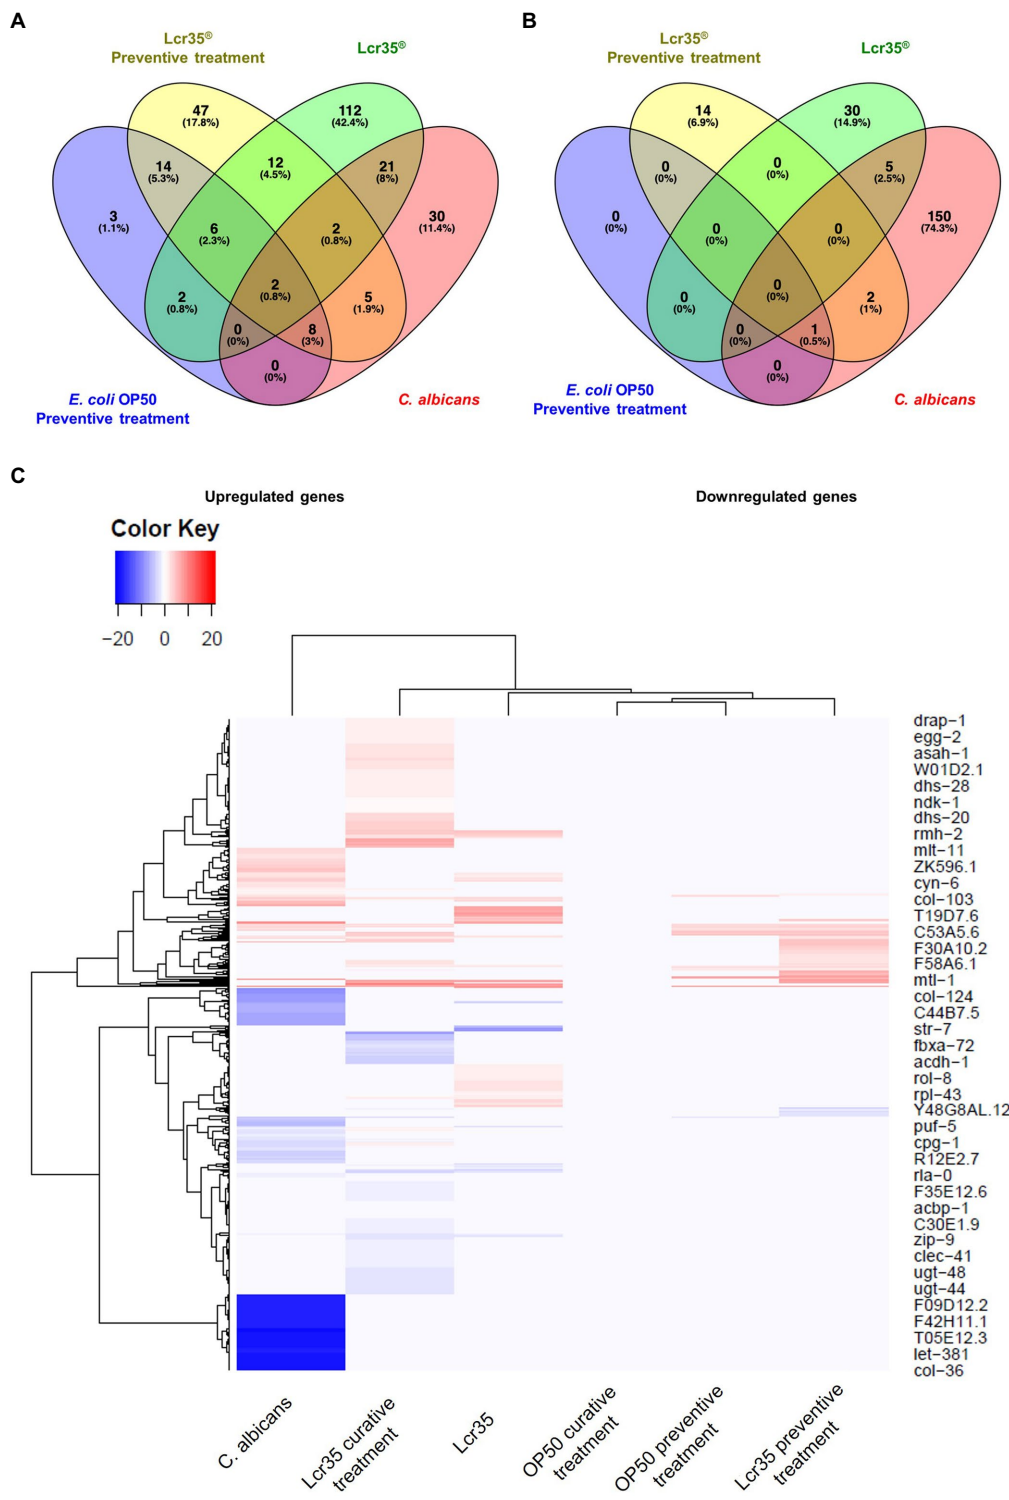 A
B
Lcr35®
Preventive treatment
Lcr35®
Lcr35®
Preventive treatment
Lcr35®
47
(17.8%)
112
(42.4%)
14
(5.3%)
12
(4.5%)
21
(8%)
3
(1.1%)
6
(2.3%)
2
(0.8%)
30
(11.4%)
2
(0.8%)
2
(0.8%)
5
(1.9%)
0
(0%)
8
(3%)
0
(0%)
E. coli OP50
Preventive treatment
C. albicans
14
(6.9%)
30
(14.9%)
0
(0%)
0
(0%)
5
(2.5%)
0
(0%)
0
(0%)
0
(0%)
150
(74.3%)
0
(0%)
0
(0%)
2
(1%)
0
(0%)
1
(0.5%)
0
(0%)
E. coli OP50
Preventive treatment
C. albicans
C
Upregulated genes
Downregulated genes
Color Key
−20 0 20
drap−1
egg−2
asah−1
W01D2.1
dhs−28
ndk−1
dhs−20
rmh−2
mlt−11
ZK596.1
cyn−6
col−103
T19D7.6
C53A5.6
F30A10.2
F58A6.1
mtl−1
col−124
C44B7.5
str−7
fbxa−72
acdh−1
rol−8
rpl−43
Y48G8AL.12
puf−5
cpg−1
R12E2.7
rla−0
F35E12.6
acbp−1
C30E1.9
zip−9
clec−41
ugt−48
ugt−44
F09D12.2
F42H11.1
T05E12.3
let−381
col−36
C. albicans
Lcr35 curative
treatment
Lcr35
OP50 curative
treatment
OP50 preventive
treatment
Lcr35 preventive
treatment